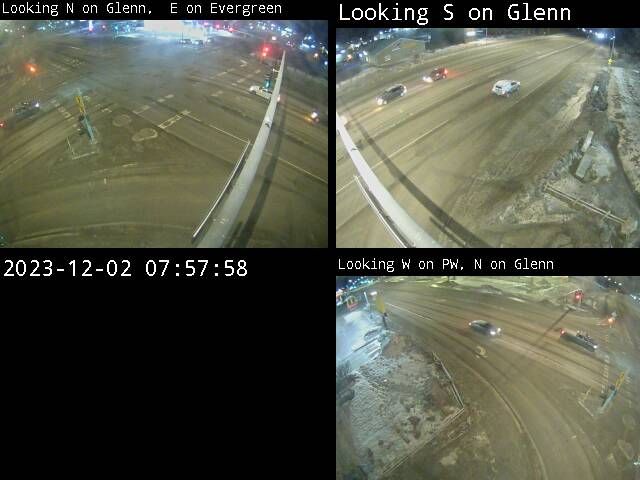 Looking N on Glenn,  E on Evergreen
Looking S on Glenn
2023-12-02 07:57:58
Looking W on PW, N on Glenn